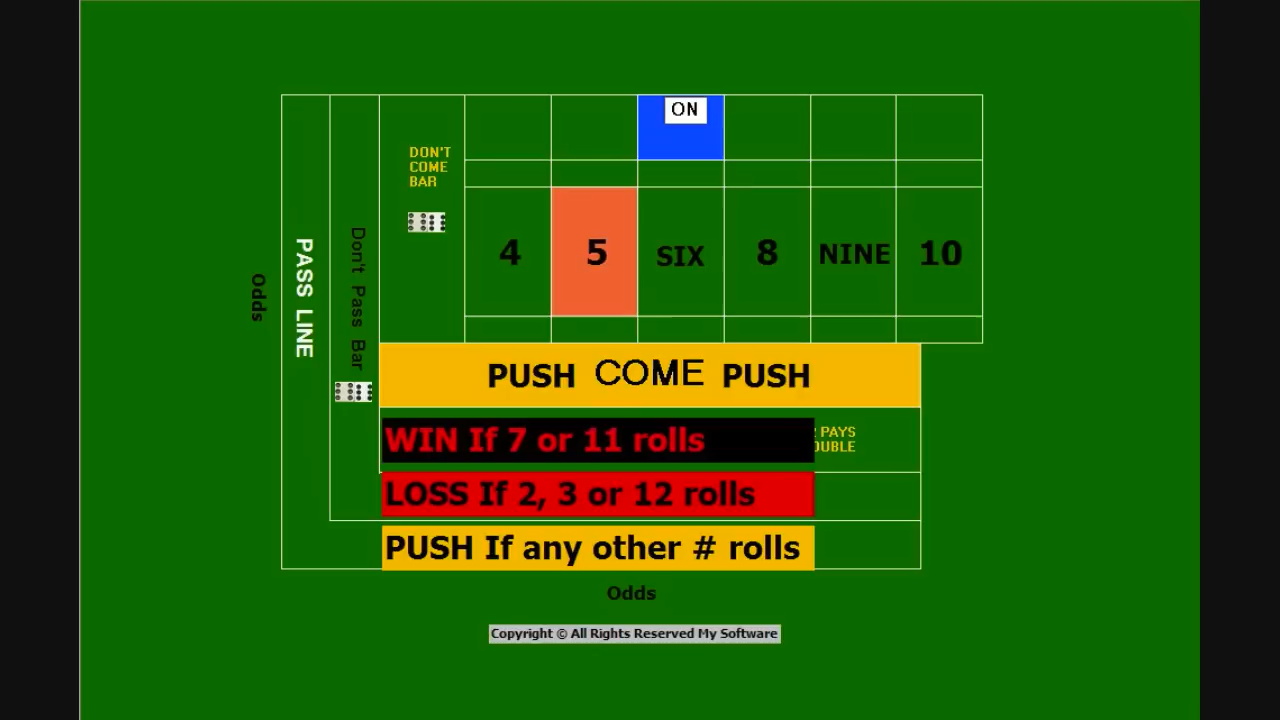 ON
DON'T
COME
BAR
4 5 SIX 8 NINE 10
Odds
PASS LINE
Don't Pass Bar
PUSH COME PUSH
WIN If 7 or 11 rolls
PAYS
LOSS If 2, 3 or 12 rolls
PUSH If any other # rolls
Odds
Copyright © All Rights Reserved My Software